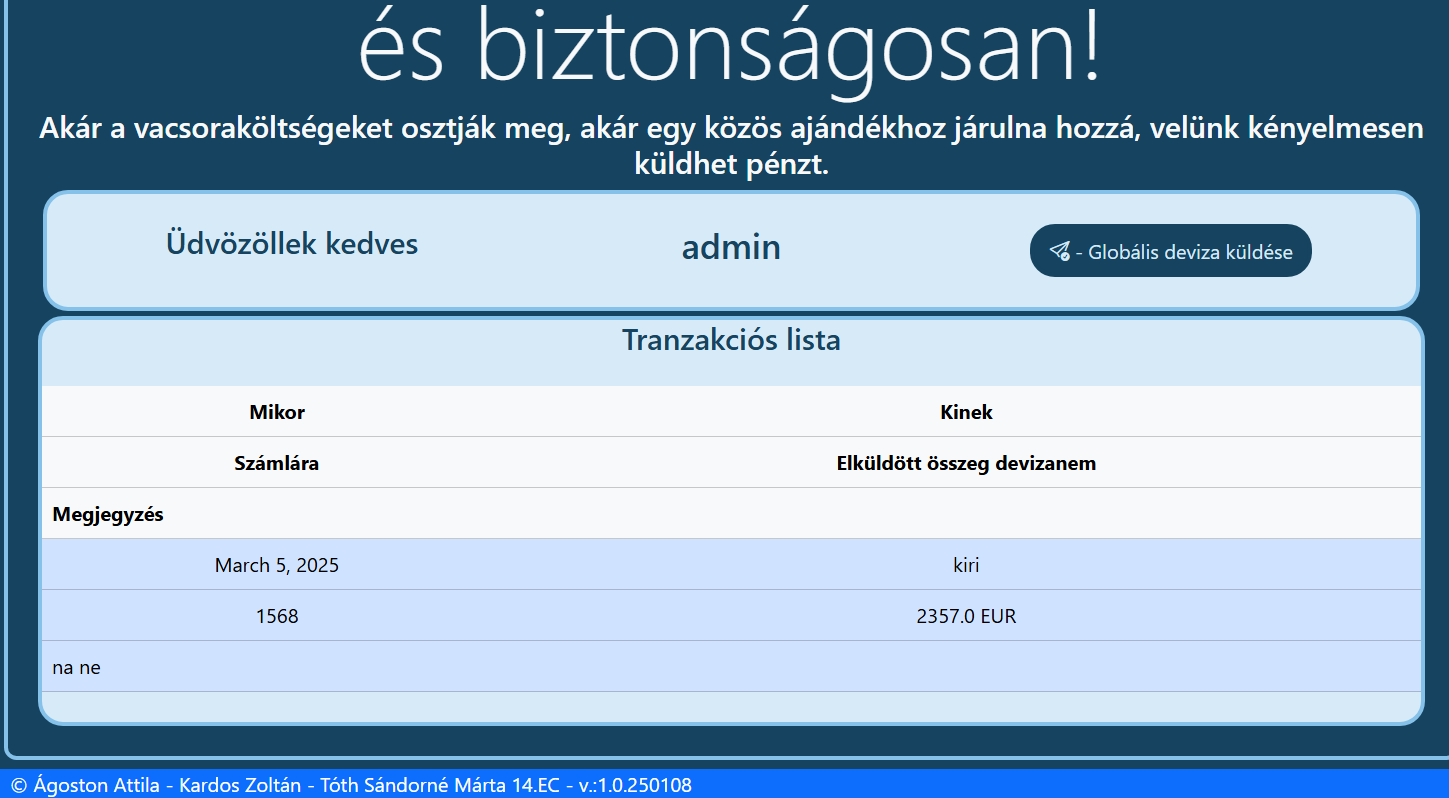 és biztonságosan!
Akár a vacsoraköltségeket osztják meg, akár egy közös ajándékhoz járulna hozzá, velünk kényelmesen
küldhet pénzt.
Üdvözöllek kedves
admin
- Globális deviza küldése
Tranzakciós lista
Mikor Kinek
Számlára Elküldött összeg devizanem
Megjegyzés
March 5, 2025 kiri
1568 2357.0 EUR
na ne
© Ágoston Attila - Kardos Zoltán - Tóth Sándorné Márta 14.EC - v.:1.0.250108